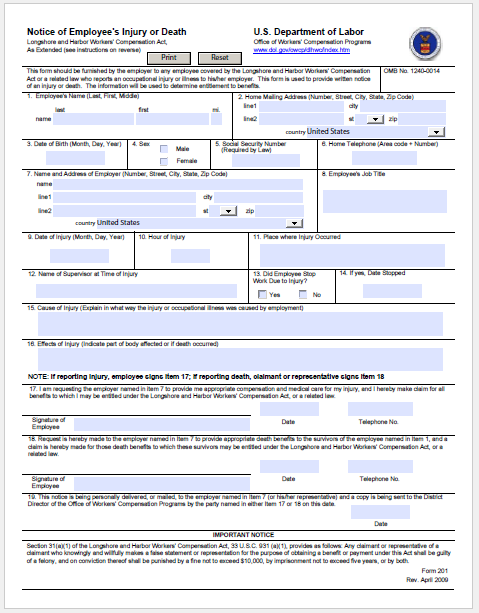 Notice of Employee's Injury or Death
U.S. Department of Labor
Longshore and Harbor Workers' Compensation Act,
As Extended (see instructions on reverse)
Office of Workers' Compensation Programs
www.dol.gov/owcp/dlhwc/index.htm
Print
Reset
This form should be furnished by the employer to any employee covered by the Longshore and Harbor Workers' Compensation
Act or a related law who reports an occupational injury or illness to his/her employer. This form is used to provide written notice
of an injury or death. The information will be used to determine entitlement to benefits.
OMB No. 1240-0014
1. Employee's Name (Last, First, Middle)
last
first
mi.
name
2. Home Mailing Address (Number, Street, City, State, Zip Code)
line1
city
line2
st
zip
country United States
3. Date of Birth (Month, Day, Year)
4. Sex
Male
Female
5. Social Security Number
(Required by Law)
6. Home Telephone (Area code + Number)
7. Name and Address of Employer (Number, Street, City, State, Zip Code)
name
line1
city
line2
st
zip
country United States
8. Employee's Job Title
9. Date of Injury (Month, Day, Year)
10. Hour of Injury
11. Place where Injury Occurred
12. Name of Supervisor at Time of Injury
13. Did Employee Stop
Work Due to Injury?
Yes
No
14. If yes, Date Stopped
15. Cause of Injury (Explain in what way the injury or occupational illness was caused by employment)
16. Effects of Injury (Indicate part of body affected or if death occurred)
NOTE: If reporting injury, employee signs Item 17; If reporting death, claimant or representative signs Item 18
17. I am requesting the employer named in Item 7 to provide me appropriate compensation and medical care for my injury, and I hereby make claim for all
benefits to which I may be entitled under the Longshore and Harbor Workers' Compensation Act, or a related law.
Signature of
Employee
Date
Telephone No.
18. Request is hereby made to the employer named in Item 7 to provide appropriate death benefits to the survivors of the employee named in Item 1, and a
claim is hereby made for those death benefits to which these survivors may be entitled under the Longshore and Harbor Workers' Compensation Act, or a
related law.
Signature of
Employee
Date
Telephone No.
19. This notice is being personally delivered, or mailed, to the employer named in Item 7 (or his/her representative) and a copy is being sent to the District
Director of the Office of Workers' Compensation Programs by the party named in either Item 17 or 18 on this date.
Date
IMPORTANT NOTICE
Section 31(a)(1) of the Longshore and Harbor Workers' Compensation Act, 33 U.S.C. 931 (a)(1), provides as follows: Any claimant or representative of a
claimant who knowingly and willfully makes a false statement or representation for the purpose of obtaining a benefit or payment under this Act shall be guilty
of a felony, and on conviction thereof shall be punished by a fine not to exceed $10,000, by imprisonment not to exceed five years, or by both.
Form 201
Rev. April 2009